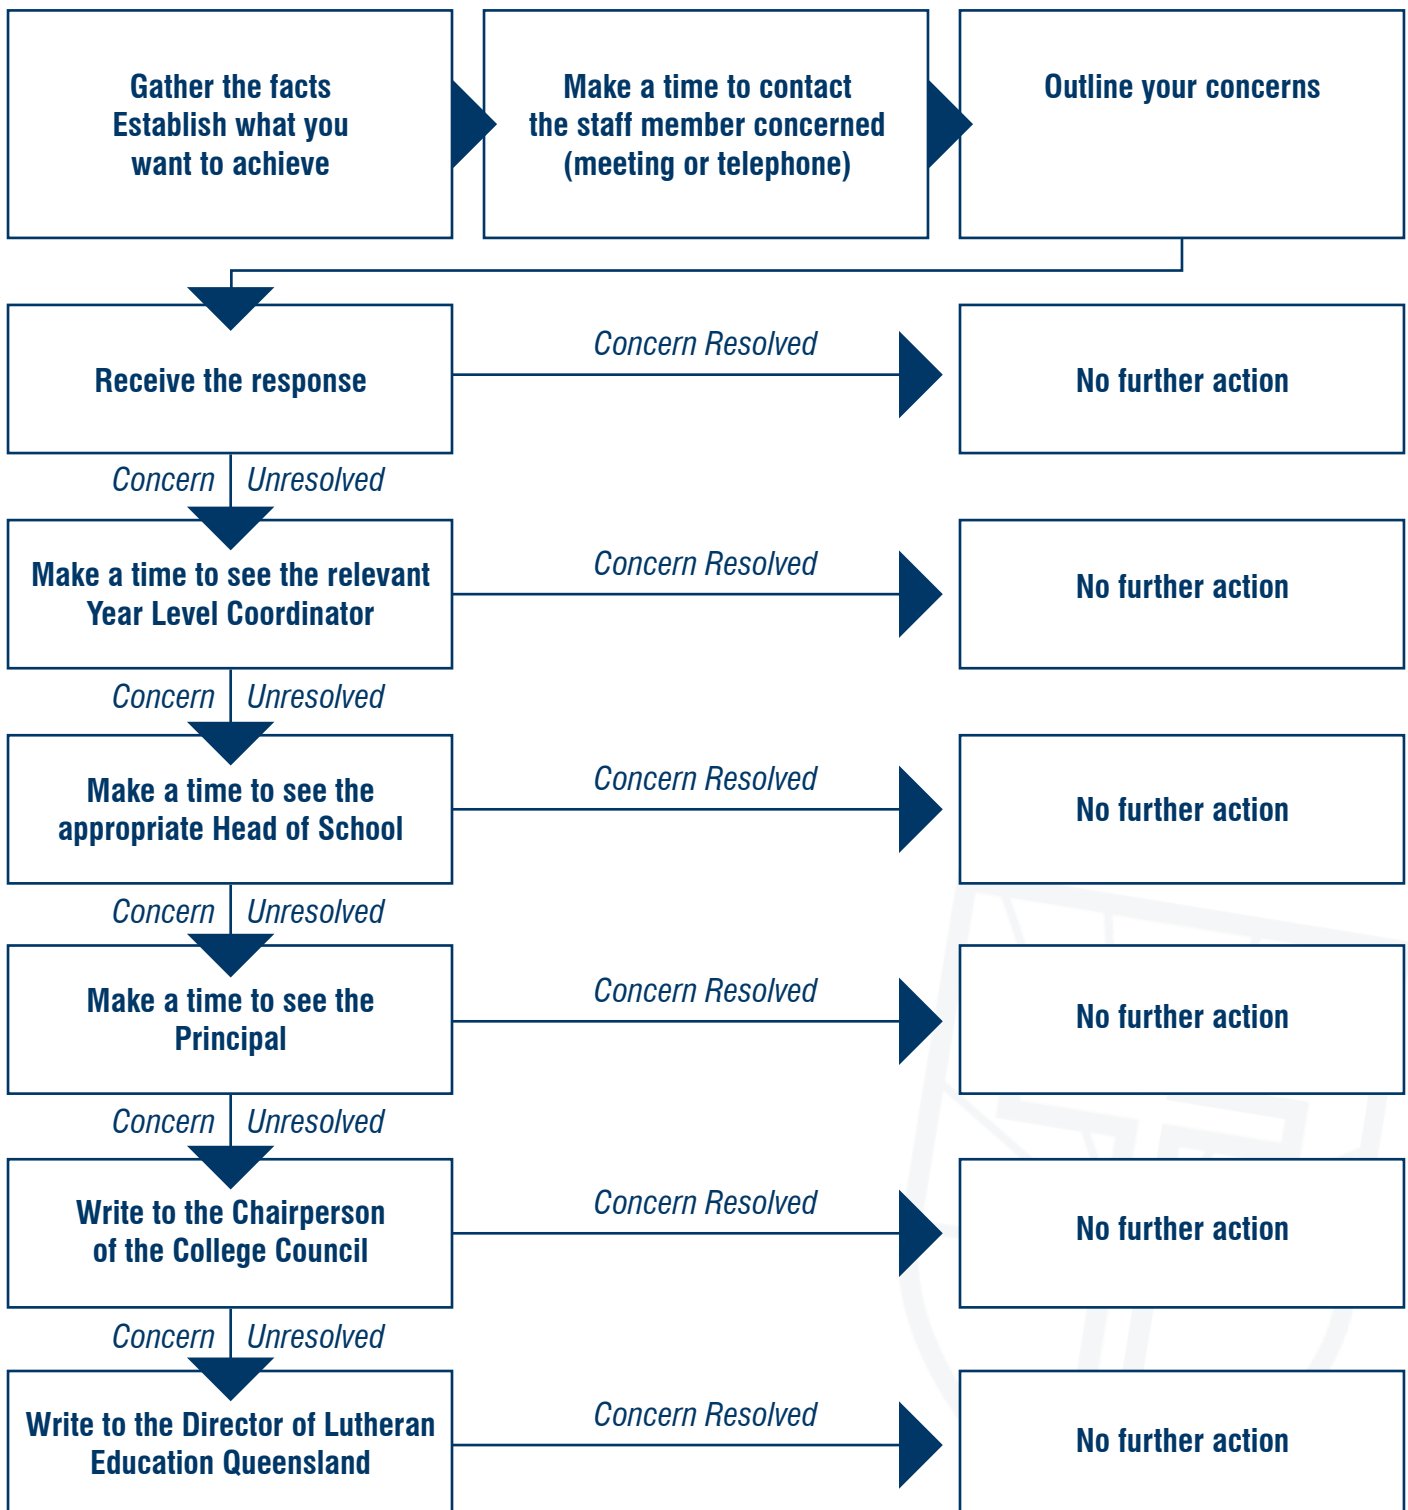 Gather the facts
Establish what you
want to achieve
Make a time to contact
the staff member concerned
(meeting or telephone)
Outline your concerns
Receive the response
Concern Resolved
No further action
Concern Unresolved
Make a time to see the relevant
Year Level Coordinator
Concern Resolved
No further action
Concern Unresolved
Make a time to see the
appropriate Head of School
Concern Resolved
No further action
Concern Unresolved
Make a time to see the
Principal
Concern Resolved
No further action
Concern Unresolved
Write to the Chairperson
of the College Council
Concern Resolved
No further action
Concern Unresolved
Write to the Director of Lutheran
Education Queensland
Concern Resolved
No further action